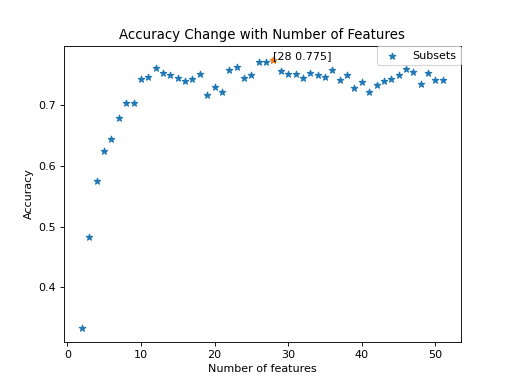 Accuracy Change with Number of Features
[28 0.775]
Subsets
0.7
0.6
0.5
0.4
Accuracy
0 10 20 30 40 50
Number of features